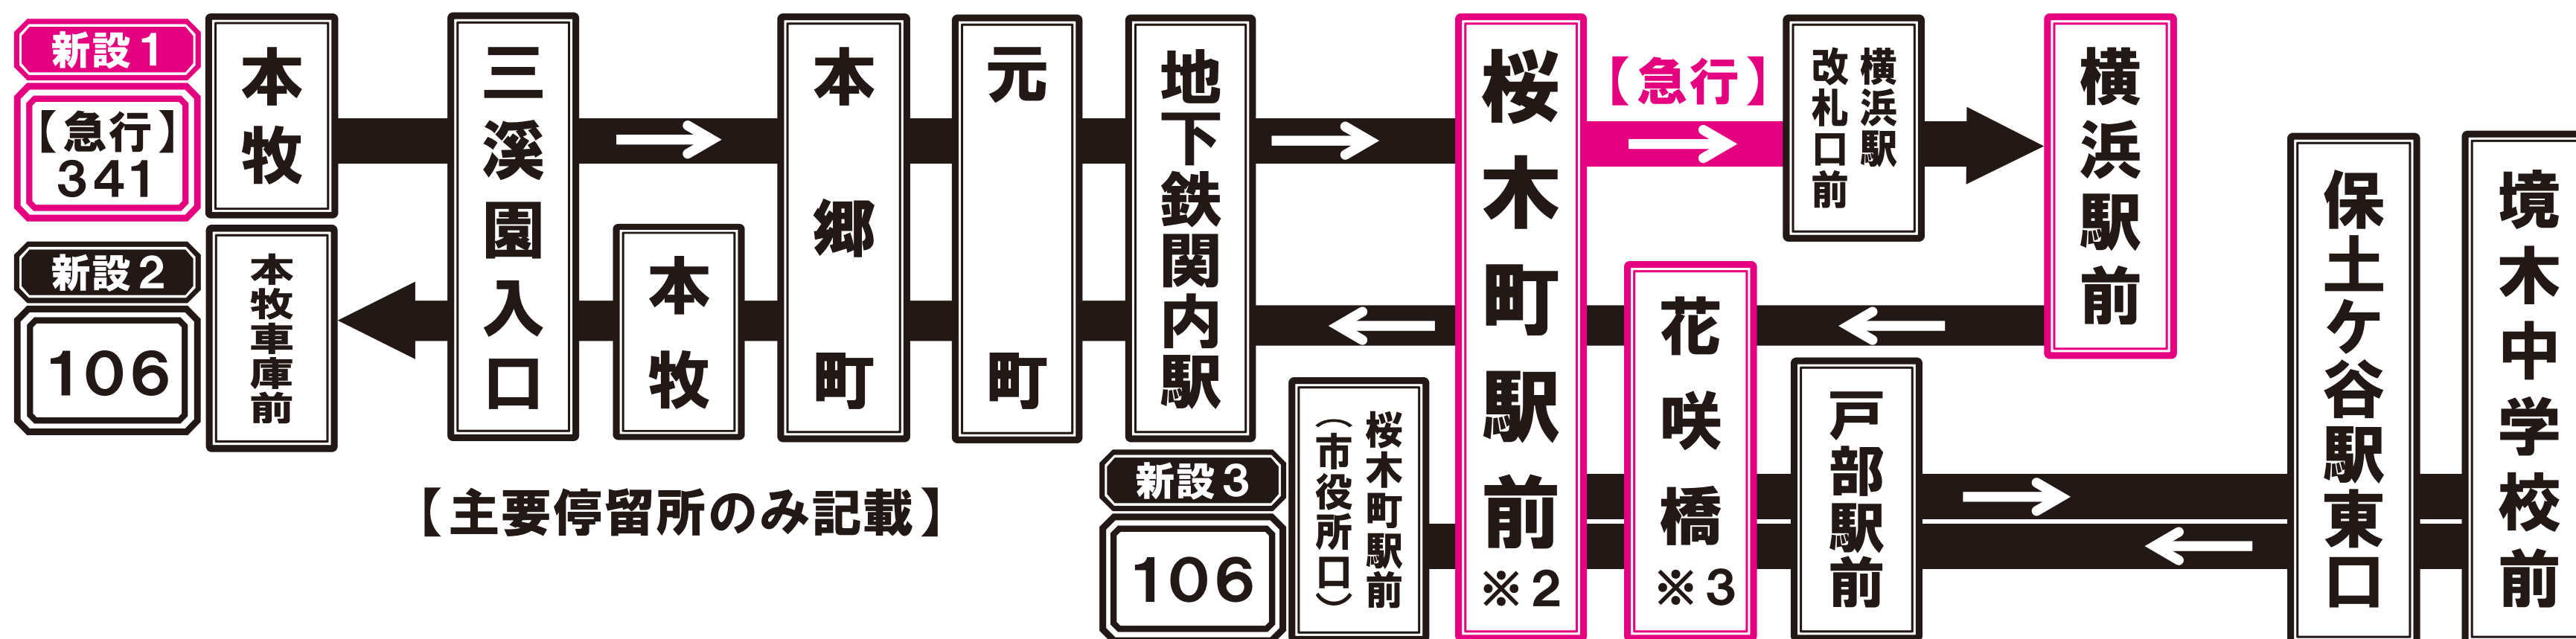 新設1
【急行】
341
本牧
三溪園入口
本郷町
元町
地下鉄関内駅
桜木町駅前
※2
【急行】
横浜駅
改札口前
横浜駅前
新設2
106
本牧車庫前
本牧
花咲橋
※3
【主要停留所のみ記載】
新設3
106
桜木町駅前
（市役所口）
戸部駅前
保土ケ谷駅東口
境木中学校前